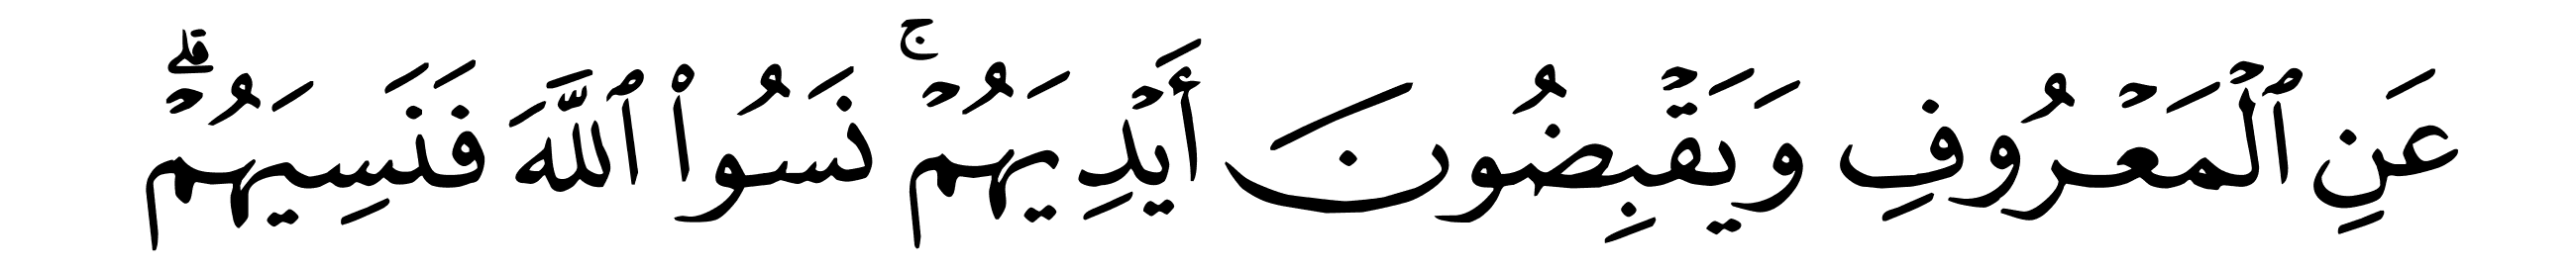 عَنِ ٱلْمَعْرُوفِ وَيَقْبِضُونَ أَيْدِيَهُمْ ۚ نَسُوا۟ ٱللَّهَ فَنَسِيَهُمْ ۗ